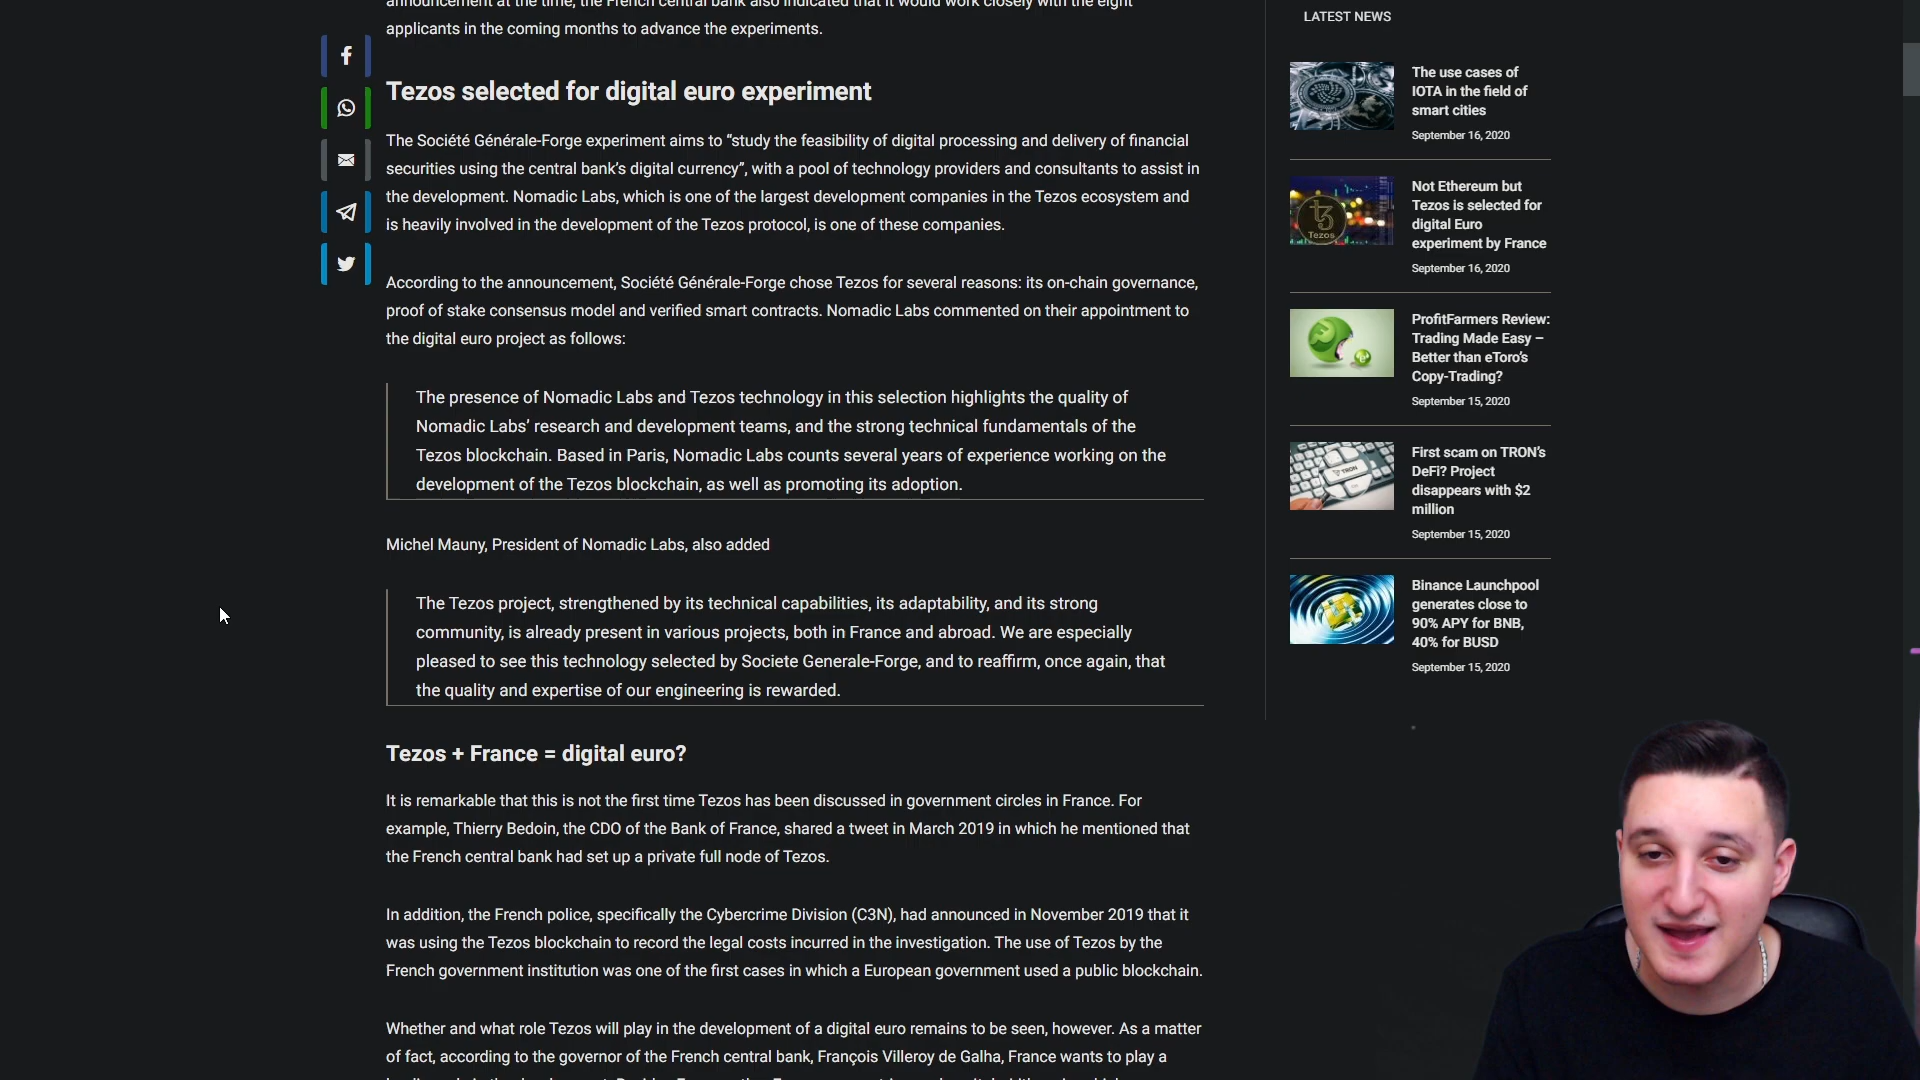 announcement at the time, the French central bank also indicated that it would work closely with the eight
applicants in the coming months to advance the experiments.
Tezos selected for digital euro experiment
The Société Générale-Forge experiment aims to “study the feasibility of digital processing and delivery of financial
securities using the central bank’s digital currency”, with a pool of technology providers and consultants to assist in
the development. Nomadic Labs, which is one of the largest development companies in the Tezos ecosystem and
is heavily involved in the development of the Tezos protocol, is one of these companies.
According to the announcement, Société Générale-Forge chose Tezos for several reasons: its on-chain governance,
proof of stake consensus model and verified smart contracts. Nomadic Labs commented on their appointment to
the digital euro project as follows:
The presence of Nomadic Labs and Tezos technology in this selection highlights the quality of
Nomadic Labs’ research and development teams, and the strong technical fundamentals of the
Tezos blockchain. Based in Paris, Nomadic Labs counts several years of experience working on the
development of the Tezos blockchain, as well as promoting its adoption.
Michel Mauny, President of Nomadic Labs, also added
The Tezos project, strengthened by its technical capabilities, its adaptability, and its strong
community, is already present in various projects, both in France and abroad. We are especially
pleased to see this technology selected by Societe Generale-Forge, and to reaffirm, once again, that
the quality and expertise of our engineering is rewarded.
Tezos + France = digital euro?
It is remarkable that this is not the first time Tezos has been discussed in government circles in France. For
example, Thierry Bedoin, the CDO of the Bank of France, shared a tweet in March 2019 in which he mentioned that
the French central bank had set up a private full node of Tezos.
In addition, the French police, specifically the Cybercrime Division (C3N), had announced in November 2019 that it
was using the Tezos blockchain to record the legal costs incurred in the investigation. The use of Tezos by the
French government institution was one of the first cases in which a European government used a public blockchain.
Whether and what role Tezos will play in the development of a digital euro remains to be seen, however. As a matter
of fact, according to the governor of the French central bank, François Villeroy de Galha, France wants to play a
LATEST NEWS
The use cases of
IOTA in the field of
smart cities
September 16, 2020
Tezos
Not Ethereum but
Tezos is selected for
digital Euro
experiment by France
September 16, 2020
ProfitFarmers Review:
Trading Made Easy –
Better than eToro’s
Copy-Trading?
September 15, 2020
TRON
First scam on TRON’s
DeFi? Project
disappears with $2
million
September 15, 2020
Binance Launchpool
generates close to
90% APY for BNB,
40% for BUSD
September 15, 2020